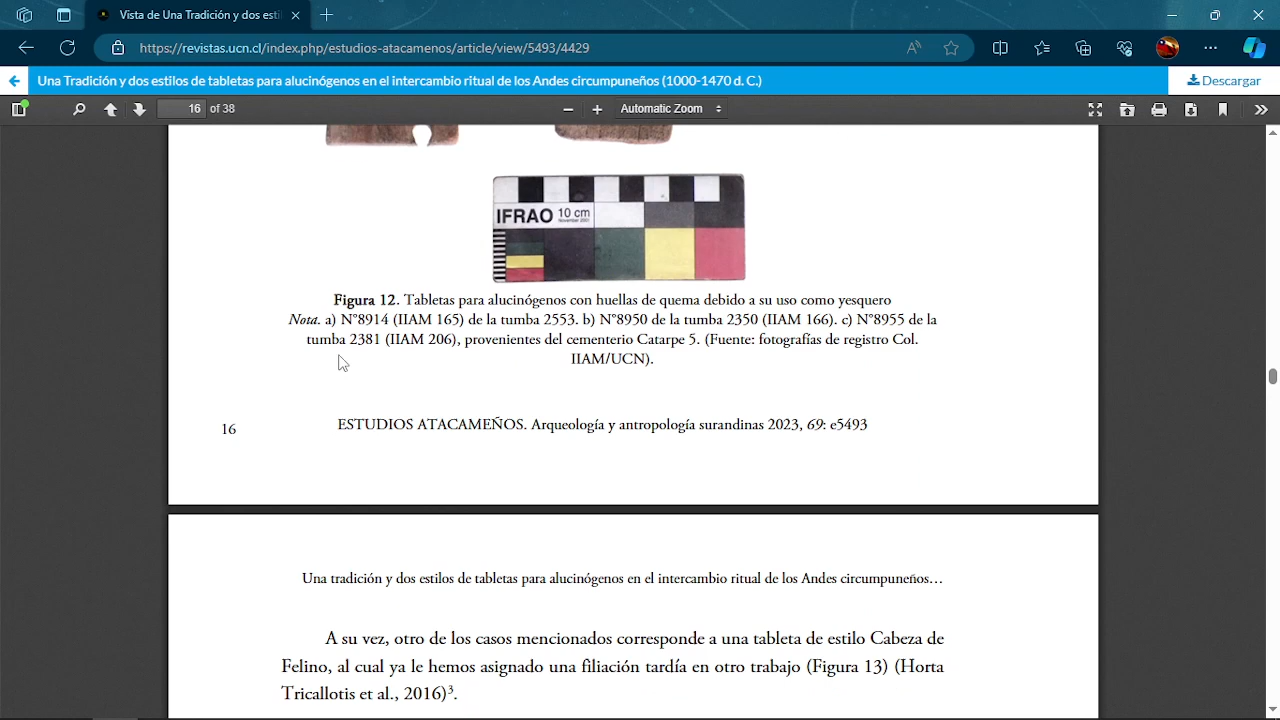 Vista de Una Tradición y dos esti
https://revistas.ucn.cl/index.php/estudios-atacamenos/article/view/5493/4429
Una Tradición y dos estilos de tabletas para alucinógenos en el intercambio ritual de los Andes circumpuneños (1000-1470 d. C.)
Descargar
16 of 38
Automatic Zoom
IFRAO 10 cm
Figura 12. Tabletas para alucinógenos con huellas de quema debido a su uso como yesquero
Nota. a) N°8914 (IIAM 165) de la tumba 2553. b) N°8950 de la tumba 2350 (IIAM 166). c) N°8955 de la
tumba 2381 (IIAM 206), provenientes del cementerio Catarpe 5. (Fuente: fotografías de registro Col.
IIAM/UCN).
16
ESTUDIOS ATACAMEÑOS. Arqueología y antropología surandinas 2023, 69: e5493
Una tradición y dos estilos de tabletas para alucinógenos en el intercambio ritual de los Andes circumpuneños…
A su vez, otro de los casos mencionados corresponde a una tableta de estilo Cabeza de
Felino, al cual ya le hemos asignado una filiación tardía en otro trabajo (Figura 13) (Horta
Tricallotis et al., 2016)³.